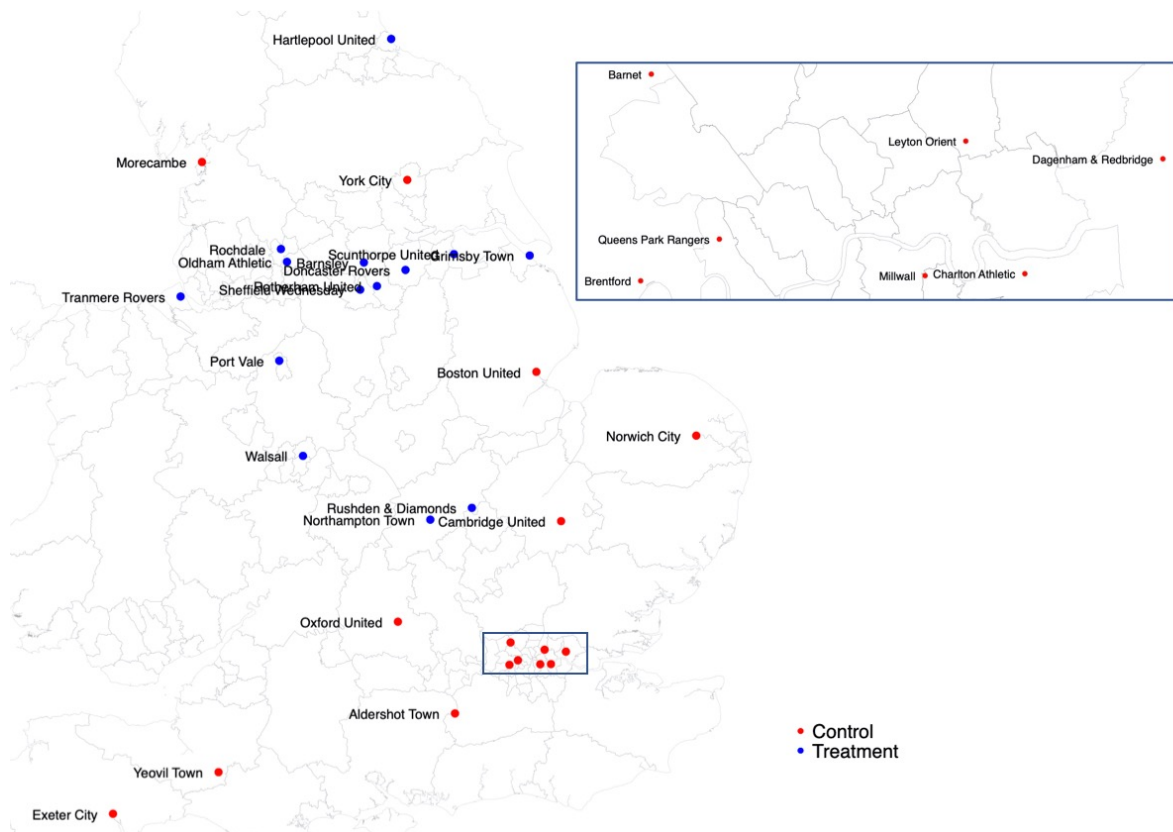 Hartlepool United
Barnet
Leyton Orient
Dagenham & Redbridge
Morecambe
York City
Queens Park Rangers
Rochdale
Scunthorpe United
Grimsby Town
Oldham Athletic
Barnsley
Doncaster Rovers
Millwall
Charlton Athletic
Brentford
Rotherham United
Sheffield Wednesday
Tranmere Rovers
Port Vale
Boston United
Norwich City
Walsall
Rushden & Diamonds
Northampton Town
Cambridge United
Oxford United
Aldershot Town
Control
Treatment
Yeovil Town
Exeter City